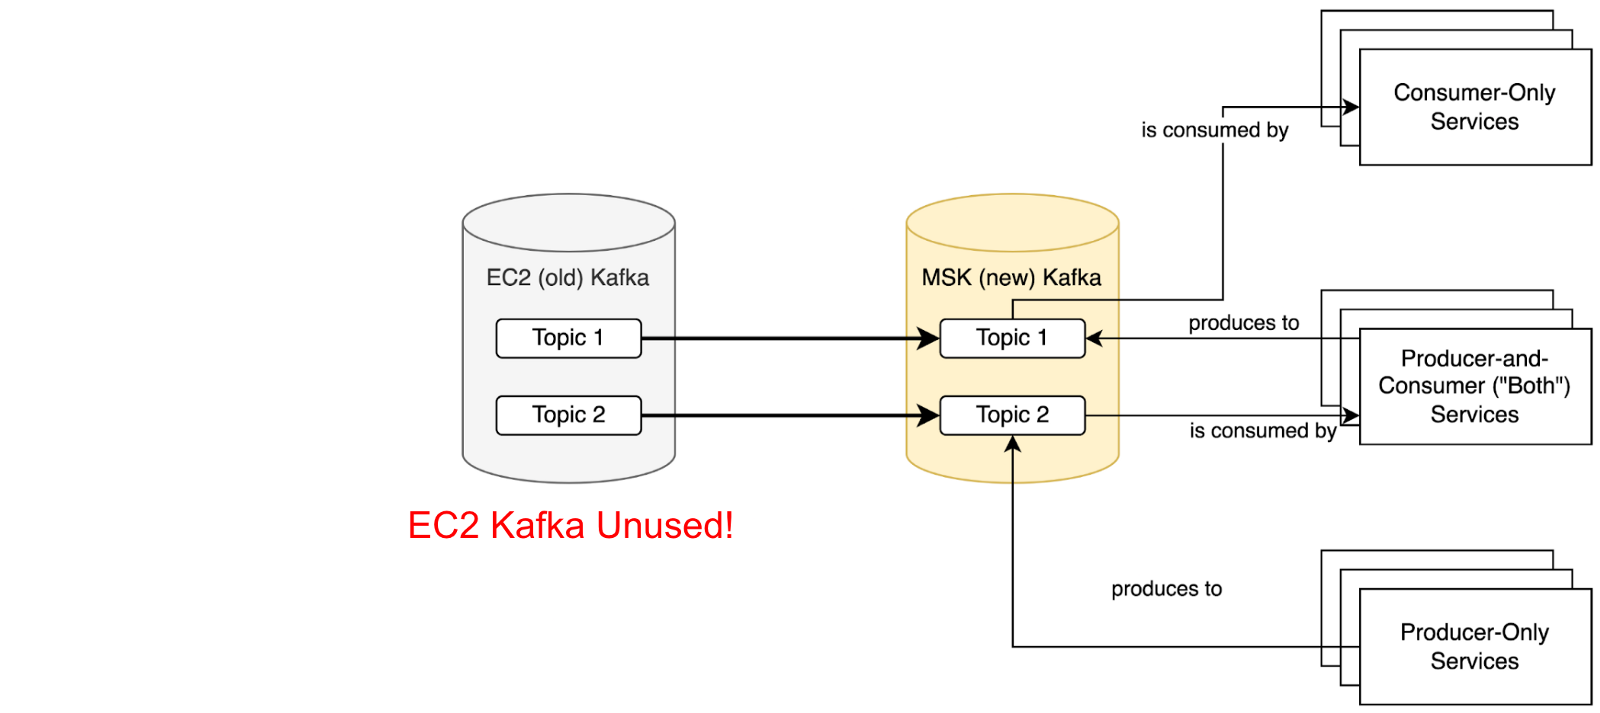 Consumer-Only
Services
is consumed by
EC2 (old) Kafka
MSK (new) Kafka
Topic 1
Topic 1
produces to
Producer-and-
Consumer ("Both")
Services
Topic 2
Topic 2
is consumed by
EC2 Kafka Unused!
produces to
Producer-Only
Services